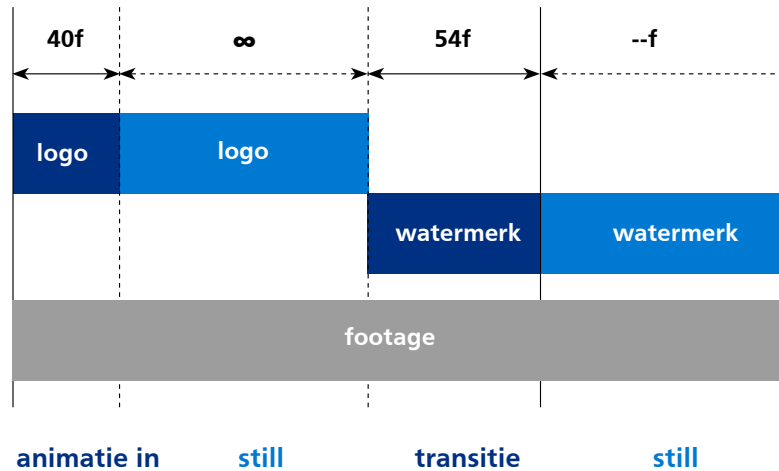 40f ∞ 54f --f
logo logo
watermerk watermerk
footage
animatie in still transitie still